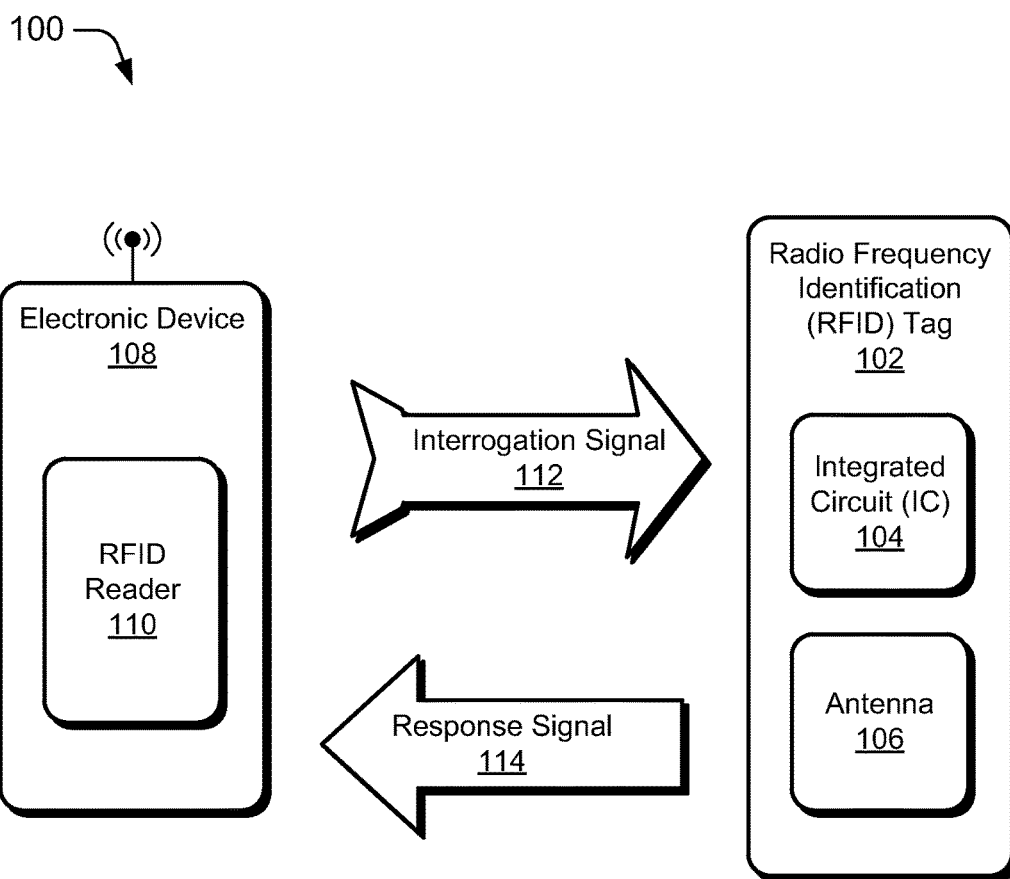 100
Electronic Device
108
RFID
Reader
110
Interrogation Signal
112
Response Signal
114
Radio Frequency
Identification
(RFID) Tag
102
Integrated
Circuit (IC)
104
Antenna
106